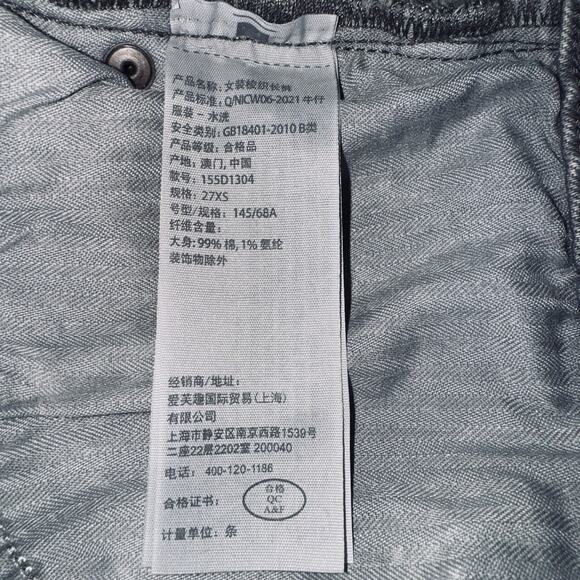 产品名称: 女装梭织长裤
产品标准: Q/NICW06-2021 牛仔
服装 - 水洗
安全类别: GB18401-2010 B类
产品等级: 合格品
产地: 澳门, 中国
款号: 155D1304
规格: 27XS
号型/规格: 145/68A
纤维含量:
大身: 99% 棉, 1% 氨纶
装饰物除外
经销商/地址:
爱芙趣国际贸易(上海)
有限公司
上海市静安区南京西路1539号
二座22层2202室 200040
电话: 400-120-1186
合格证书:
合格
QC
A&F
计量单位: 条